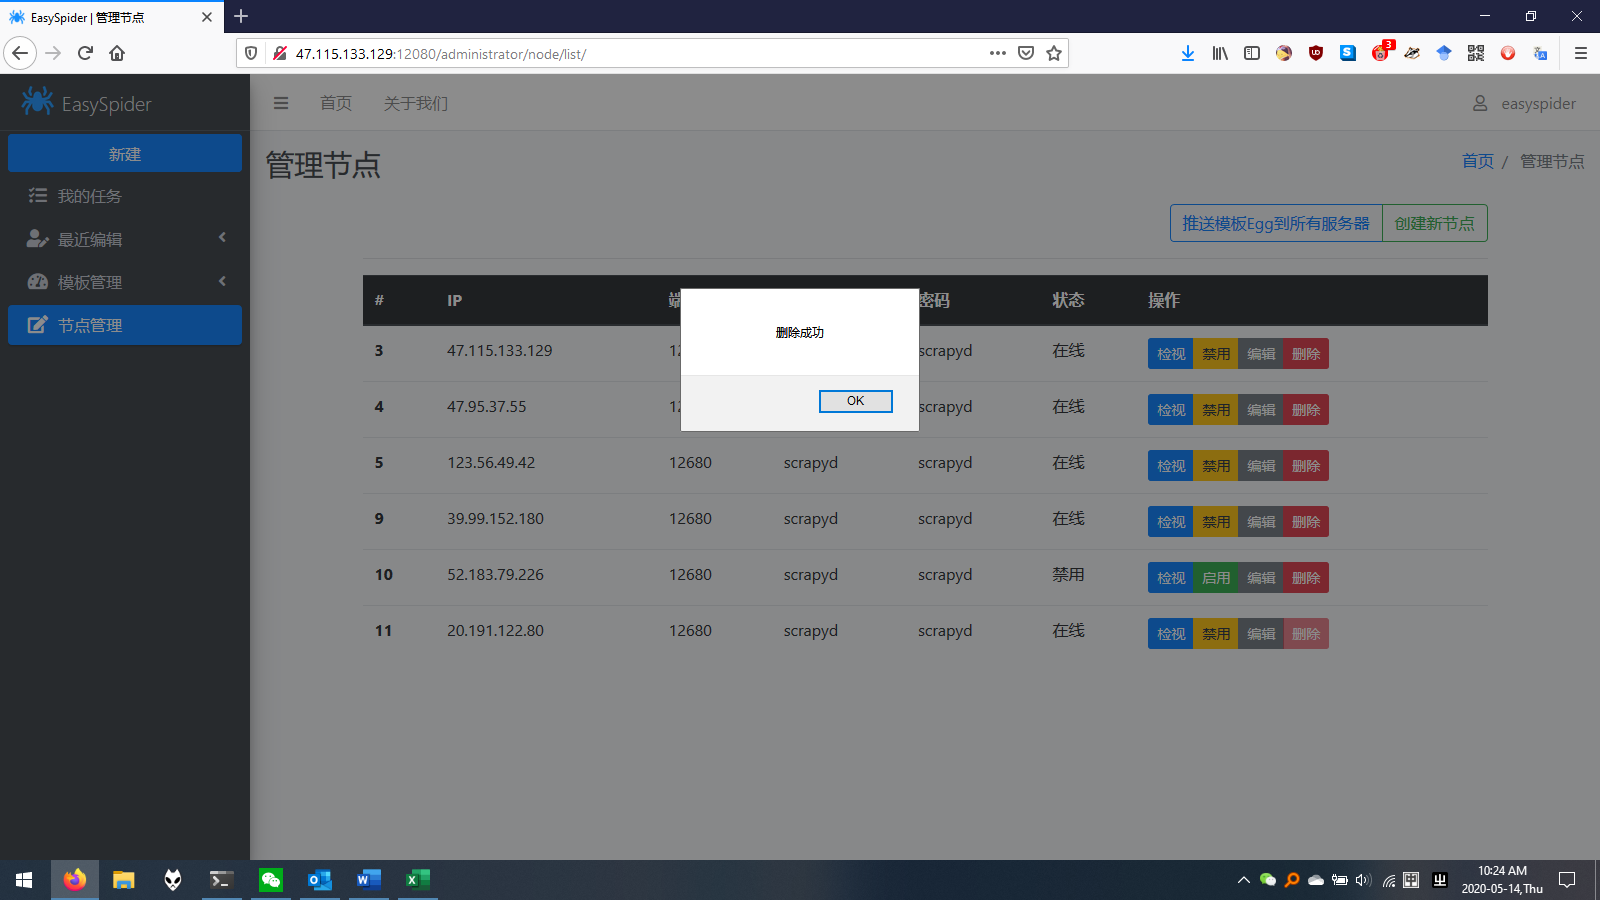 EasySpider | 管理节点
47.115.133.129:12080/administrator/node/list/
3
EasySpider
首页
关于我们
easyspider
新建
我的任务
最近编辑
模板管理
节点管理
管理节点
首页 / 管理节点
推送模板Egg到所有服务器
创建新节点
# IP 端 密码 状态 操作
3 47.115.133.129 12 scrapyd 在线 检视 禁用 编辑 删除
4 47.95.37.55 12 scrapyd 在线 检视 禁用 编辑 删除
5 123.56.49.42 12680 scrapyd scrapyd 在线 检视 禁用 编辑 删除
9 39.99.152.180 12680 scrapyd scrapyd 在线 检视 禁用 编辑 删除
10 52.183.79.226 12680 scrapyd scrapyd 禁用 检视 启用 编辑 删除
11 20.191.122.80 12680 scrapyd scrapyd 在线 检视 禁用 编辑 删除
删除成功
OK
10:24 AM
2020-05-14,Thu